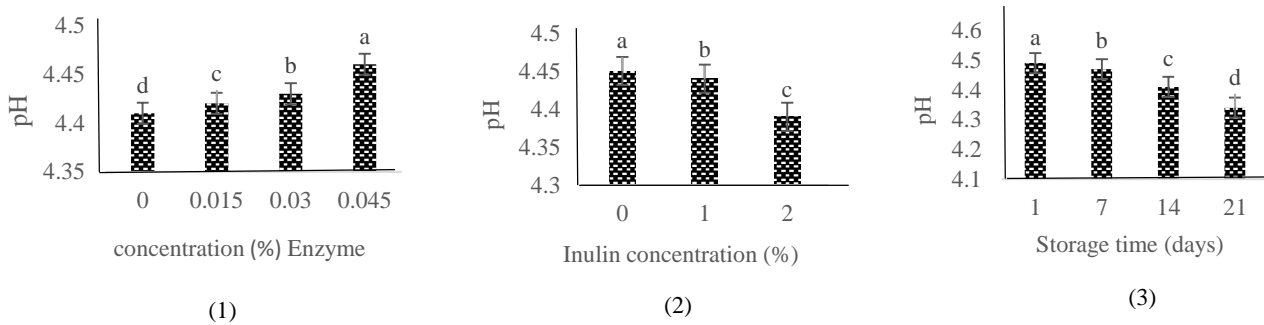 4.5
4.45
4.4
4.35
pH
d
c
b
a
0 0.015 0.03 0.045
concentration (%) Enzyme
(1)
4.5
4.45
4.4
4.35
4.3
pH
a
b
c
0 1 2
Inulin concentration (%)
(2)
4.6
4.5
4.4
4.3
4.2
4.1
pH
a
b
c
d
1 7 14 21
Storage time (days)
(3)